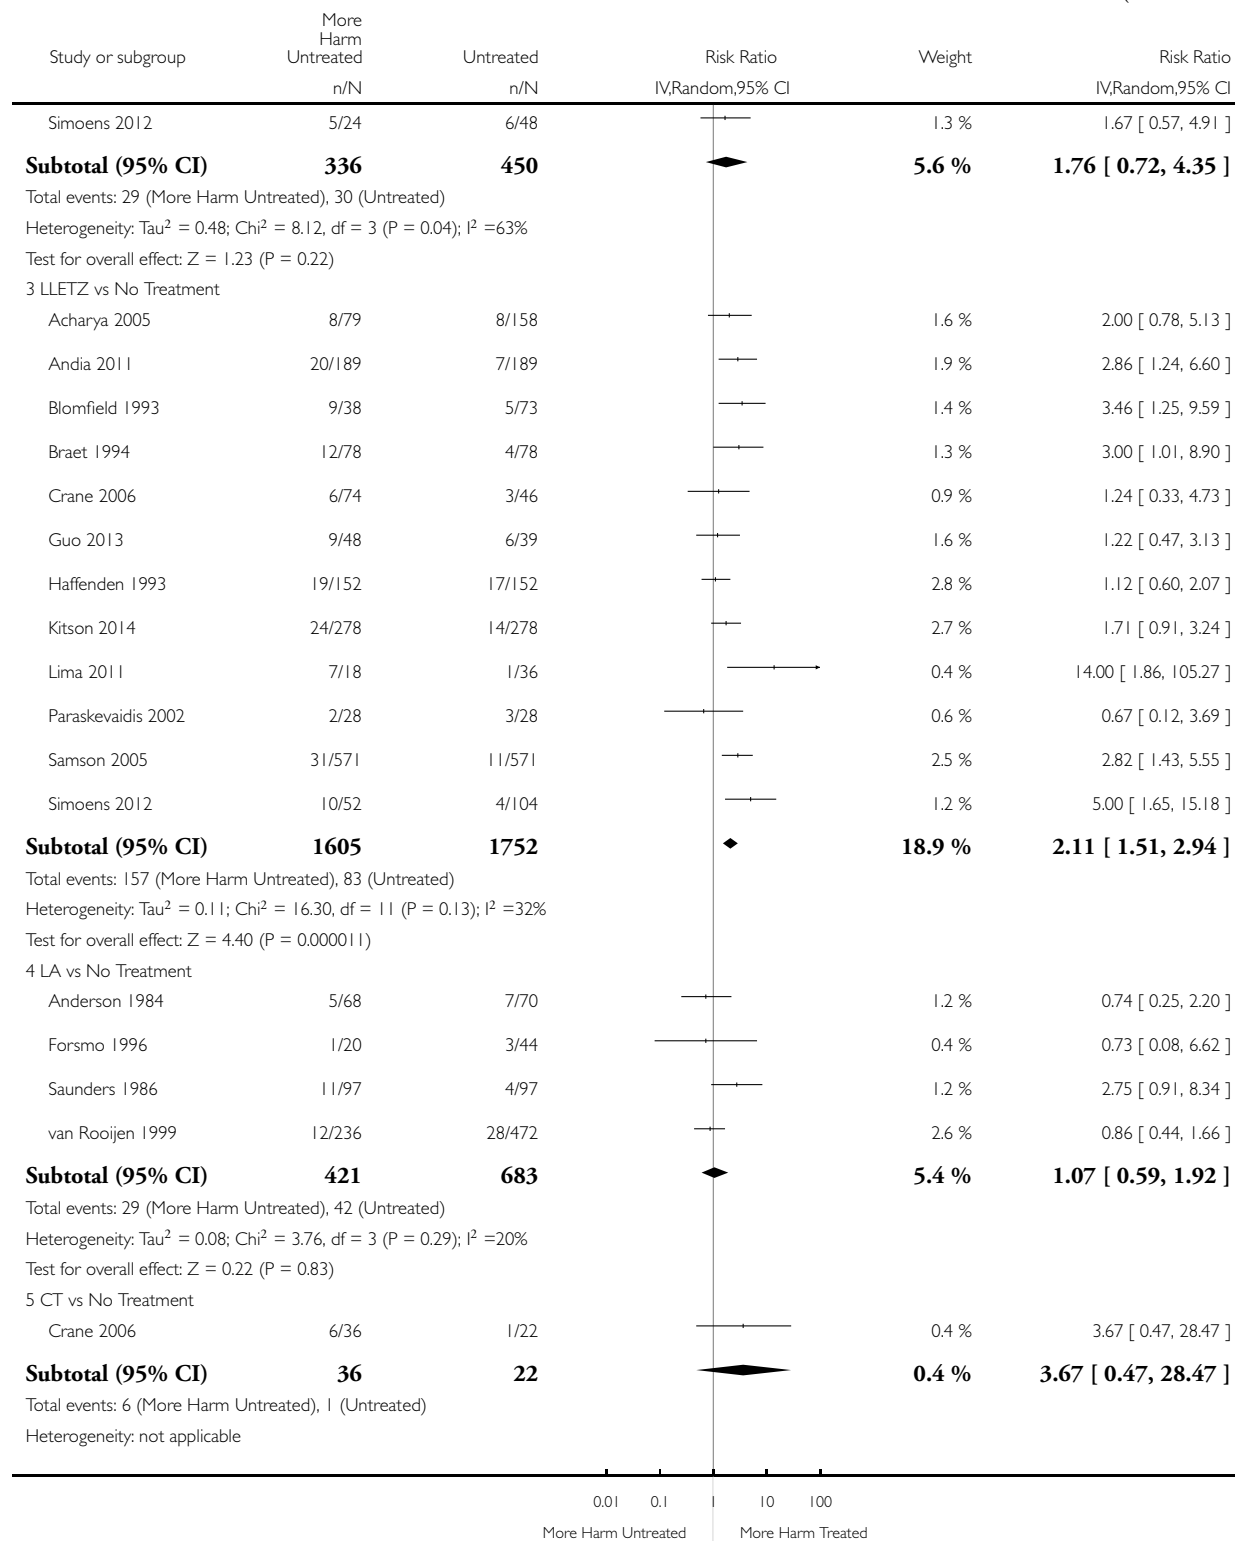 More
Harm
Study or subgroup Untreated Untreated Risk Ratio Weight Risk Ratio
n/N n/N IV,Random,95% CI IV,Random,95% CI
Simoens 2012 5/24 6/48 1.3 % 1.67 [ 0.57, 4.91 ]
Subtotal (95% CI) 336 450 5.6 % 1.76 [ 0.72, 4.35 ]
Total events: 29 (More Harm Untreated), 30 (Untreated)
Heterogeneity: Tau² = 0.48; Chi² = 8.12, df = 3 (P = 0.04); I² =63%
Test for overall effect: Z = 1.23 (P = 0.22)
3 LLETZ vs No Treatment
Acharya 2005 8/79 8/158 1.6 % 2.00 [ 0.78, 5.13 ]
Andia 2011 20/189 7/189 1.9 % 2.86 [ 1.24, 6.60 ]
Blomfield 1993 9/38 5/73 1.4 % 3.46 [ 1.25, 9.59 ]
Braet 1994 12/78 4/78 1.3 % 3.00 [ 1.01, 8.90 ]
Crane 2006 6/74 3/46 0.9 % 1.24 [ 0.33, 4.73 ]
Guo 2013 9/48 6/39 1.6 % 1.22 [ 0.47, 3.13 ]
Haffenden 1993 19/152 17/152 2.8 % 1.12 [ 0.60, 2.07 ]
Kitson 2014 24/278 14/278 2.7 % 1.71 [ 0.91, 3.24 ]
Lima 2011 7/18 1/36 0.4 % 14.00 [ 1.86, 105.27 ]
Paraskevaidis 2002 2/28 3/28 0.6 % 0.67 [ 0.12, 3.69 ]
Samson 2005 31/571 11/571 2.5 % 2.82 [ 1.43, 5.55 ]
Simoens 2012 10/52 4/104 1.2 % 5.00 [ 1.65, 15.18 ]
Subtotal (95% CI) 1605 1752 18.9 % 2.11 [ 1.51, 2.94 ]
Total events: 157 (More Harm Untreated), 83 (Untreated)
Heterogeneity: Tau² = 0.11; Chi² = 16.30, df = 11 (P = 0.13); I² =32%
Test for overall effect: Z = 4.40 (P = 0.000011)
4 LA vs No Treatment
Anderson 1984 5/68 7/70 1.2 % 0.74 [ 0.25, 2.20 ]
Forsmo 1996 1/20 3/44 0.4 % 0.73 [ 0.08, 6.62 ]
Saunders 1986 11/97 4/97 1.2 % 2.75 [ 0.91, 8.34 ]
van Rooijen 1999 12/236 28/472 2.6 % 0.86 [ 0.44, 1.66 ]
Subtotal (95% CI) 421 683 5.4 % 1.07 [ 0.59, 1.92 ]
Total events: 29 (More Harm Untreated), 42 (Untreated)
Heterogeneity: Tau² = 0.08; Chi² = 3.76, df = 3 (P = 0.29); I² =20%
Test for overall effect: Z = 0.22 (P = 0.83)
5 CT vs No Treatment
Crane 2006 6/36 1/22 0.4 % 3.67 [ 0.47, 28.47 ]
Subtotal (95% CI) 36 22 0.4 % 3.67 [ 0.47, 28.47 ]
Total events: 6 (More Harm Untreated), 1 (Untreated)
Heterogeneity: not applicable
0.01 0.1 1 10 100
More Harm Untreated More Harm Treated